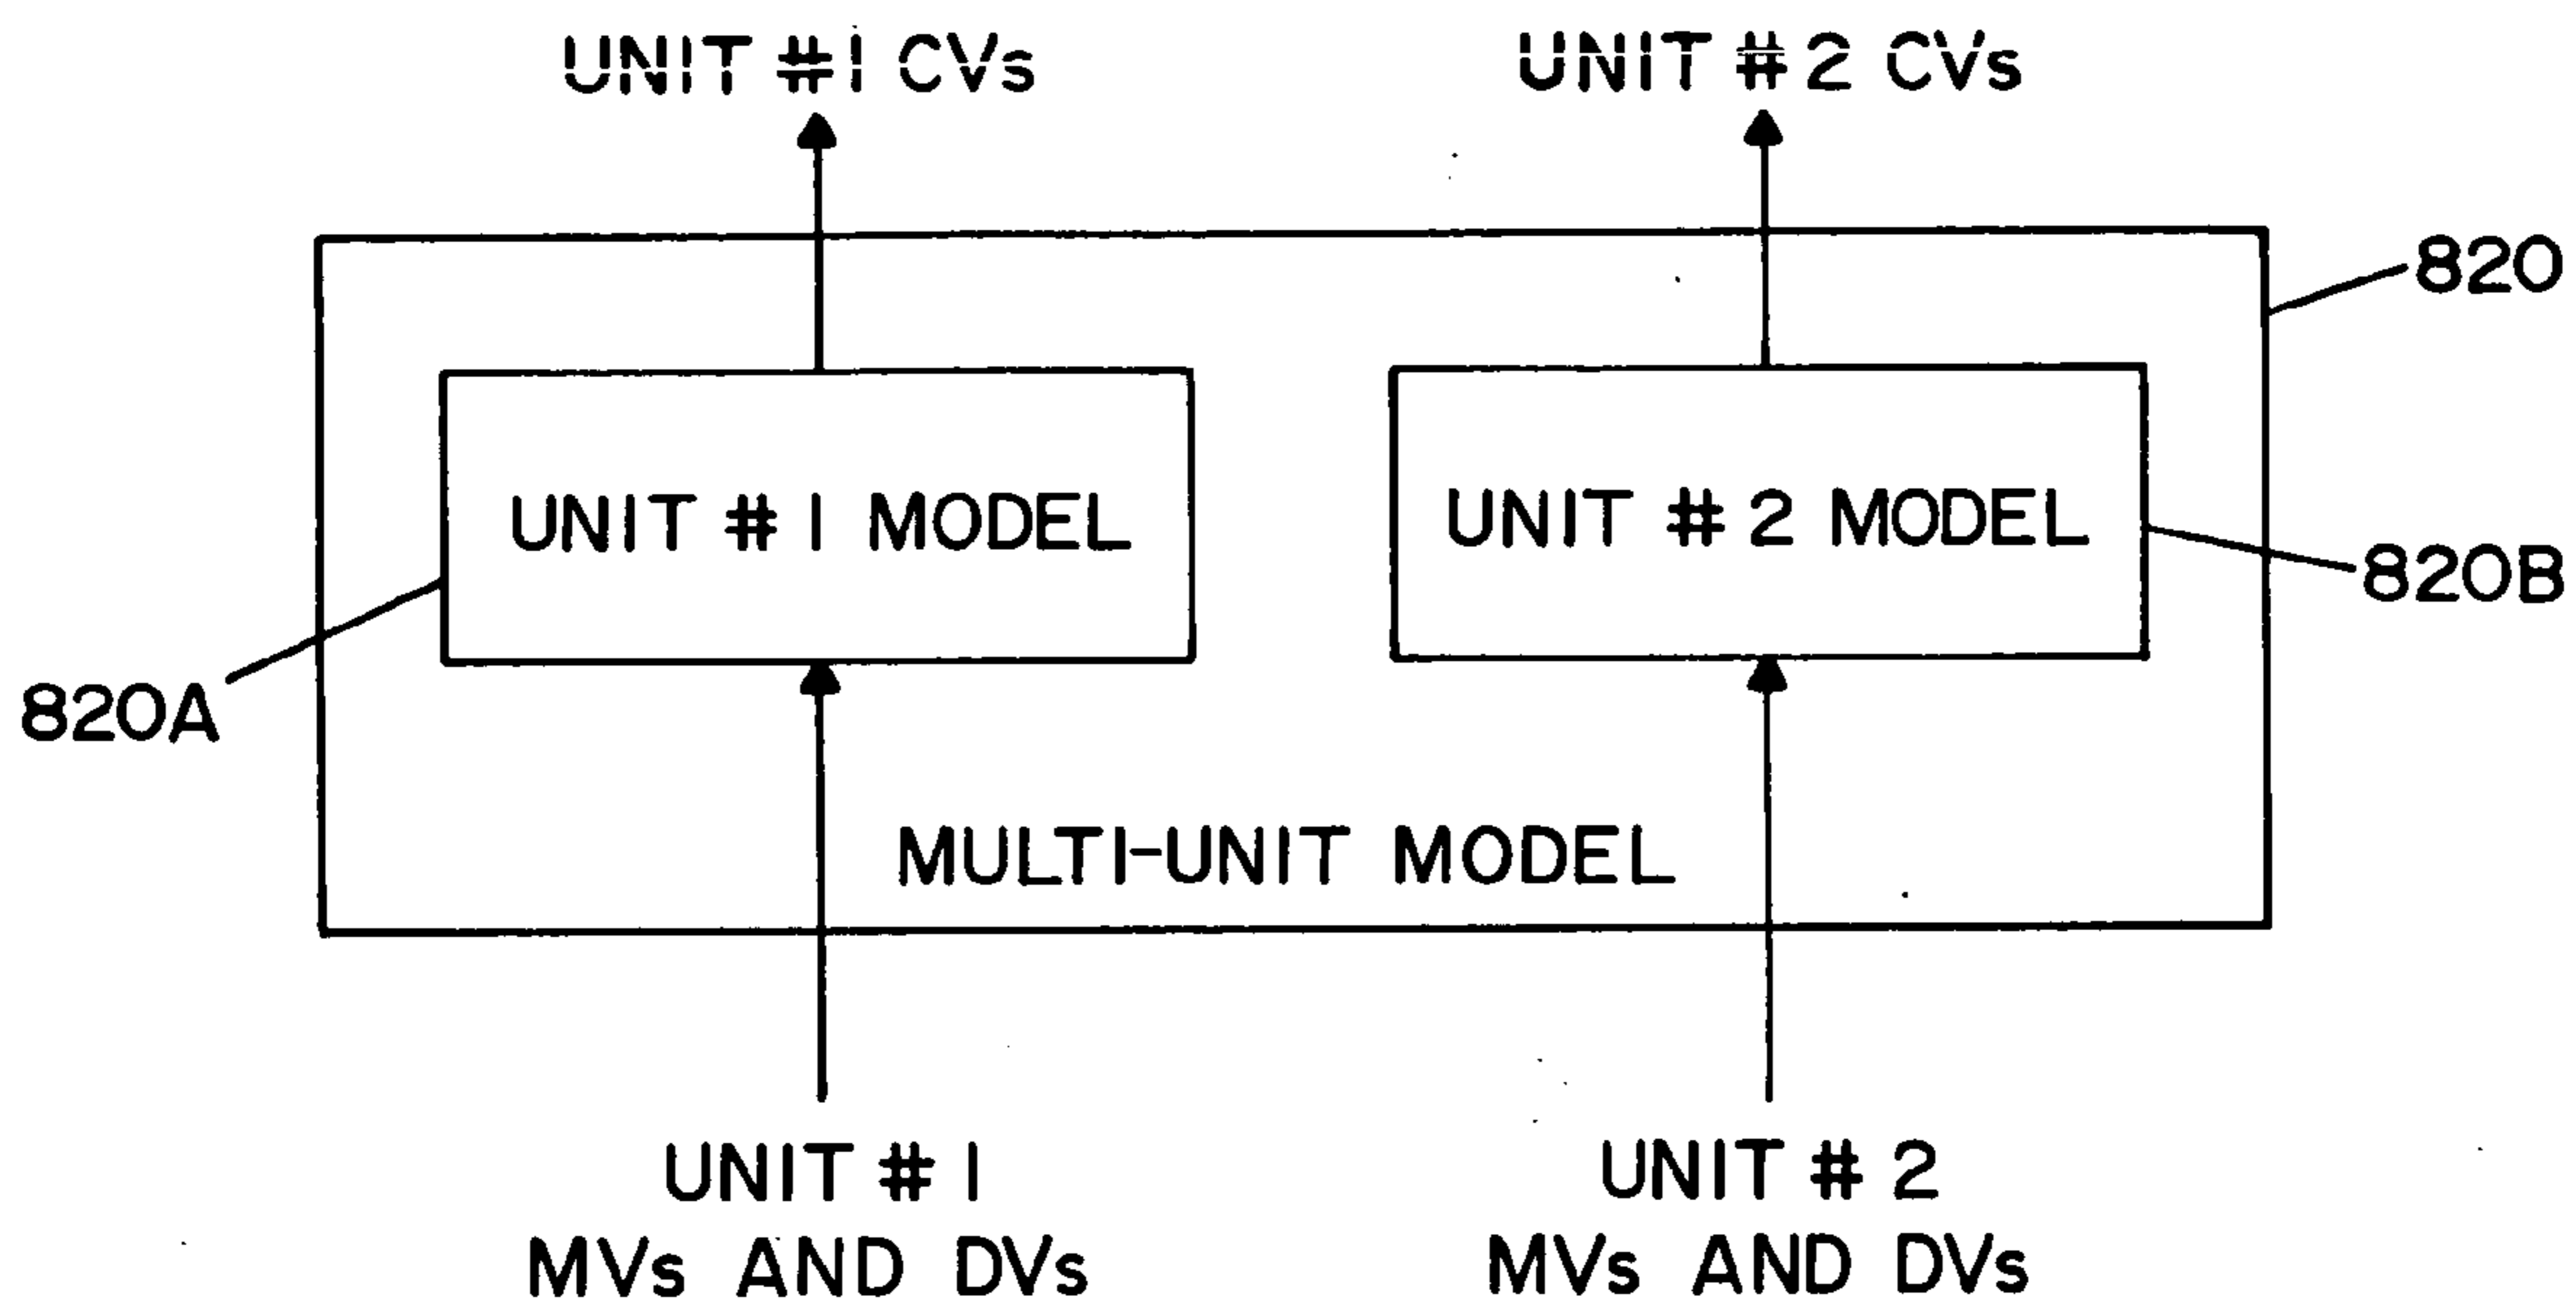 UNIT #1 CVs
UNIT #2 CVs
820
UNIT #1 MODEL
UNIT #2 MODEL
820B
820A
MULTI-UNIT MODEL
UNIT #1
MVs AND DVs
UNIT #2
MVs AND DVs